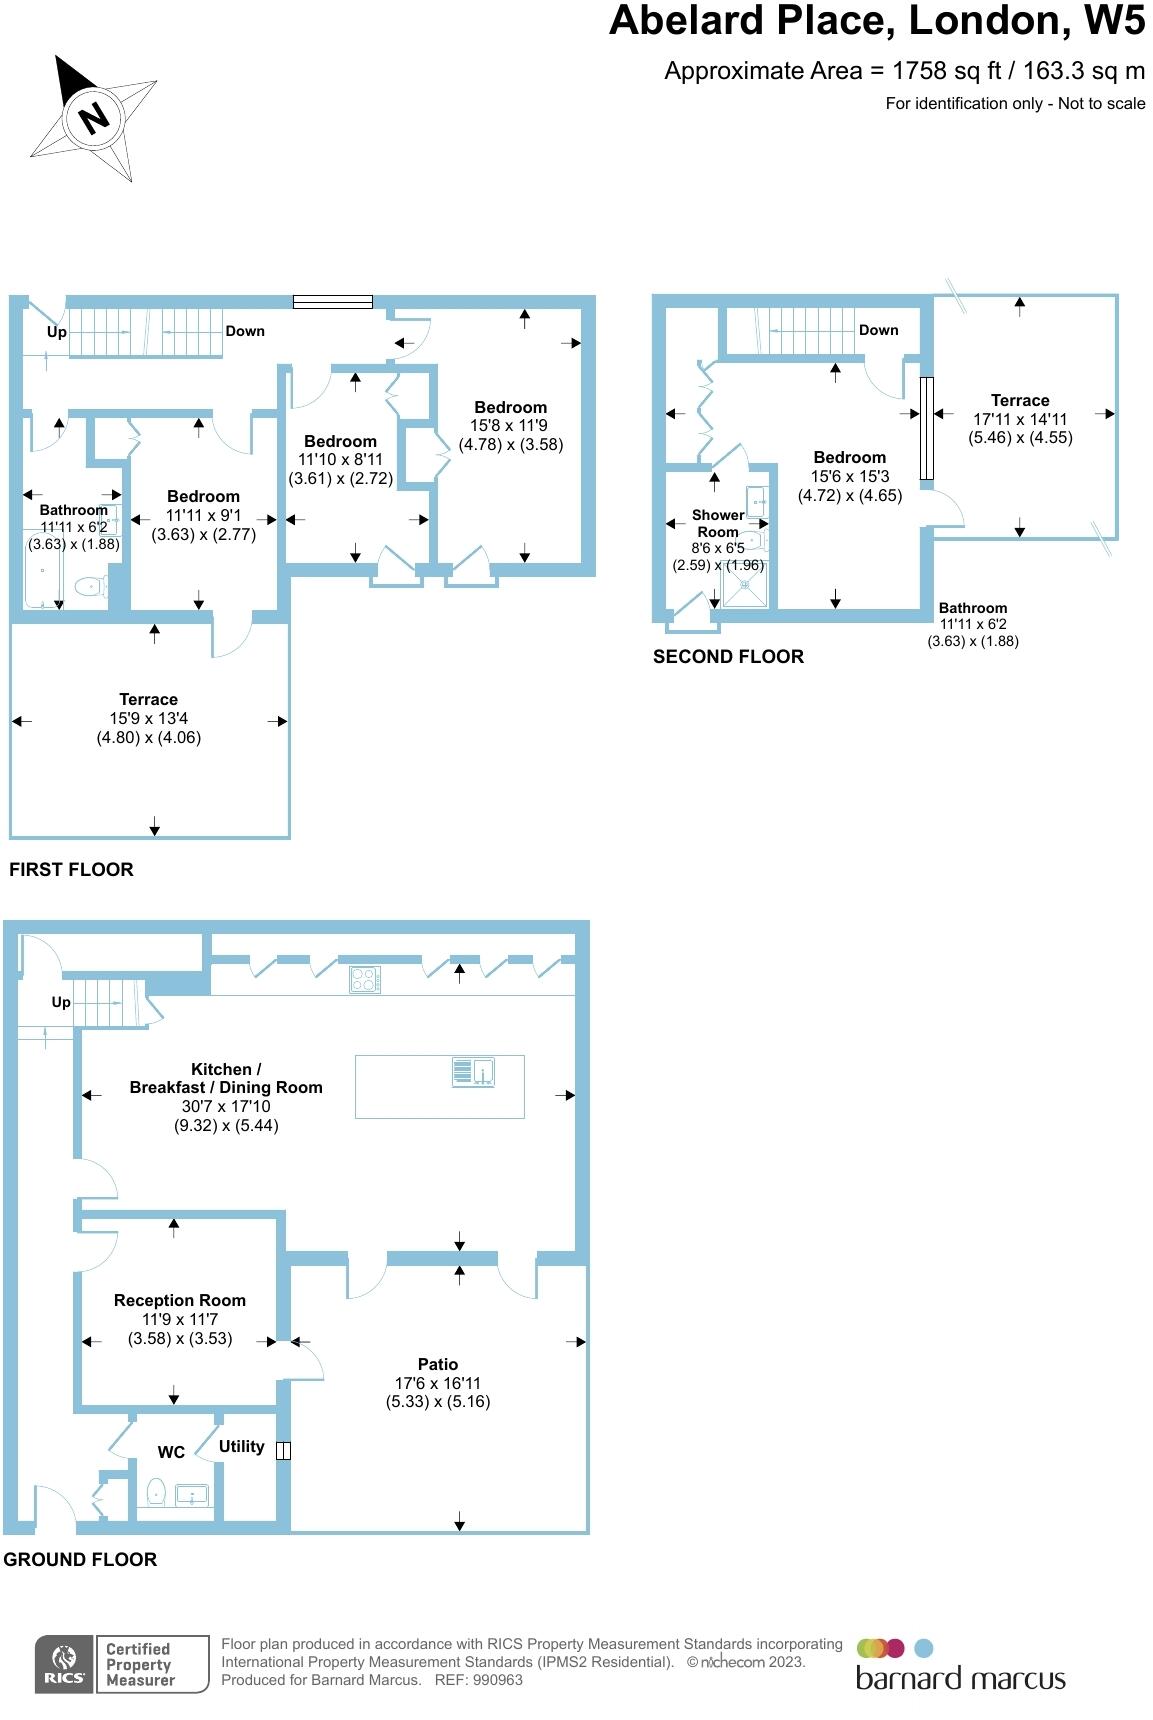 Abelard Place, London, W5
Approximate Area = 1758 sq ft / 163.3 sq m
For identification only - Not to scale
N
Up
Down
Bedroom
15'8 x 11'9
(4.78) x (3.58)
Bedroom
11'10 x 8'11
(3.61) x (2.72)
Bedroom
11'11 x 9'1
(3.63) x (2.77)
Bathroom
11'11 x 6'2
(3.63) x (1.88)
Terrace
15'9 x 13'4
(4.80) x (4.06)
FIRST FLOOR
Down
Terrace
17'11 x 14'11
(5.46) x (4.55)
Bedroom
15'6 x 15'3
(4.72) x (4.65)
Shower
Room
8'6 x 6'5
(2.59) x (1.96)
Bathroom
11'11 x 6'2
(3.63) x (1.88)
SECOND FLOOR
Up
Kitchen /
Breakfast / Dining Room
30'7 x 17'10
(9.32) x (5.44)
Reception Room
11'9 x 11'7
(3.58) x (3.53)
Patio
17'6 x 16'11
(5.33) x (5.16)
WC
Utility
GROUND FLOOR
RICS
Certified
Property
Measurer
Floor plan produced in accordance with RICS Property Measurement Standards incorporating
International Property Measurement Standards (IPMS2 Residential). © nichecom 2023.
Produced for Barnard Marcus. REF: 990963
barnard marcus